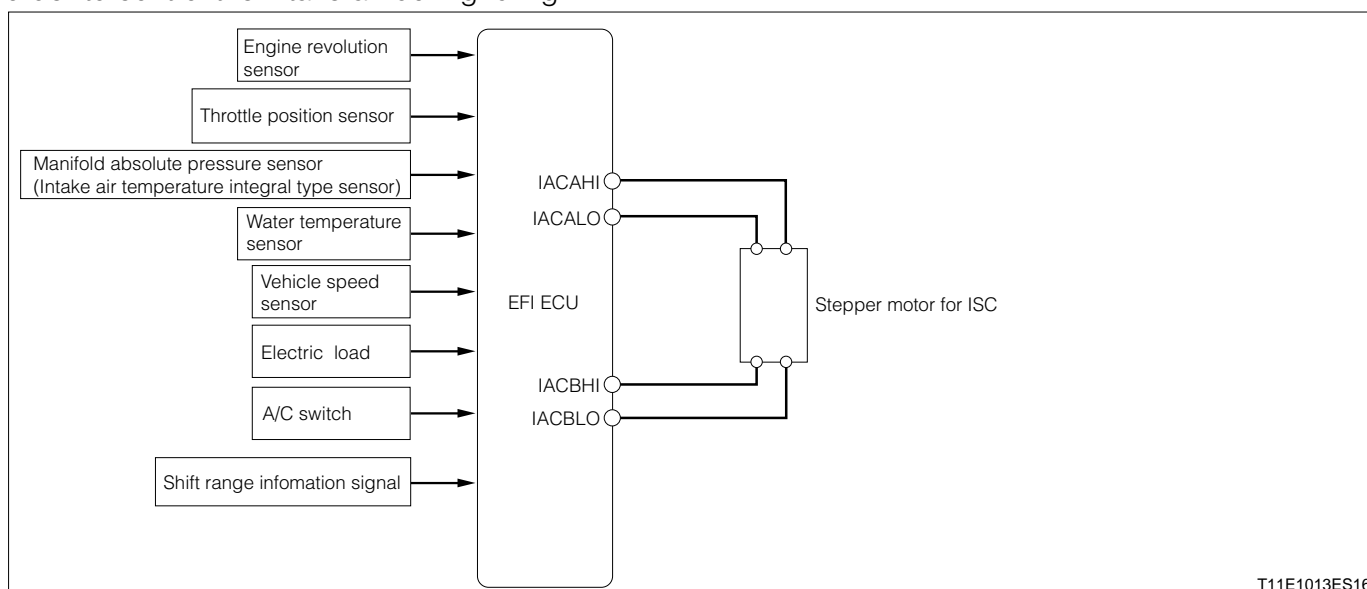 Engine revolution
sensor
Throttle position sensor
Manifold absolute pressure sensor
(Intake air temperature integral type sensor)
Water temperature
sensor
Vehicle speed
sensor
Electric load
A/C switch
Shift range infomation signal
IACAHI
IACALO
EFI ECU
IACBHI
IACBLO
Stepper motor for ISC
T11E1013ES16